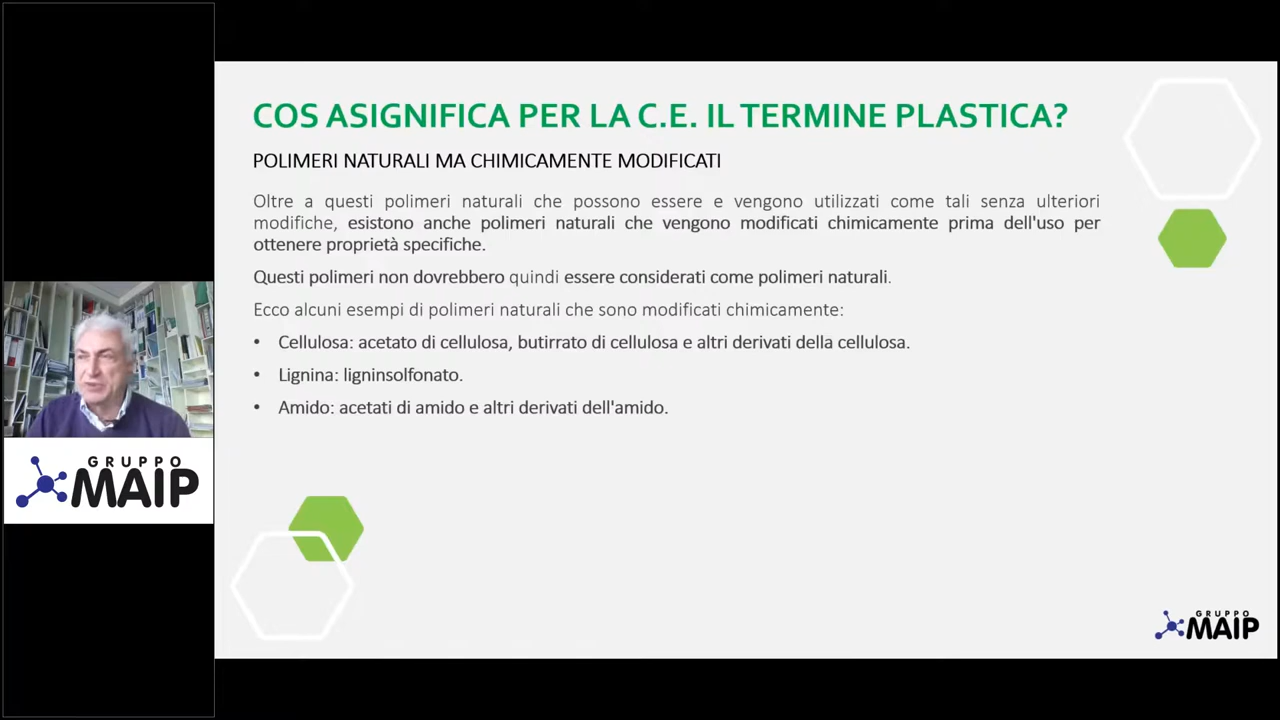 COS ASIGNIFICA PER LA C.E. IL TERMINE PLASTICA?
POLIMERI NATURALI MA CHIMICAMENTE MODIFICATI
Oltre a questi polimeri naturali che possono essere e vengono utilizzati come tali senza ulteriori
modifiche, esistono anche polimeri naturali che vengono modificati chimicamente prima dell'uso per
ottenere proprietà specifiche.
Questi polimeri non dovrebbero quindi essere considerati come polimeri naturali.
Ecco alcuni esempi di polimeri naturali che sono modificati chimicamente:
• Cellulosa: acetato di cellulosa, butirrato di cellulosa e altri derivati della cellulosa.
• Lignina: ligninsolfonato.
• Amido: acetati di amido e altri derivati dell'amido.
GRUPPO
MAIP
GRUPPO
MAIP